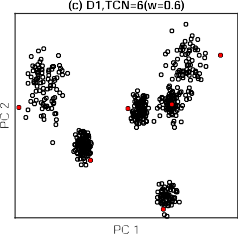 (c) D1,TCN=6(w=0.6)
PC 2
PC 1